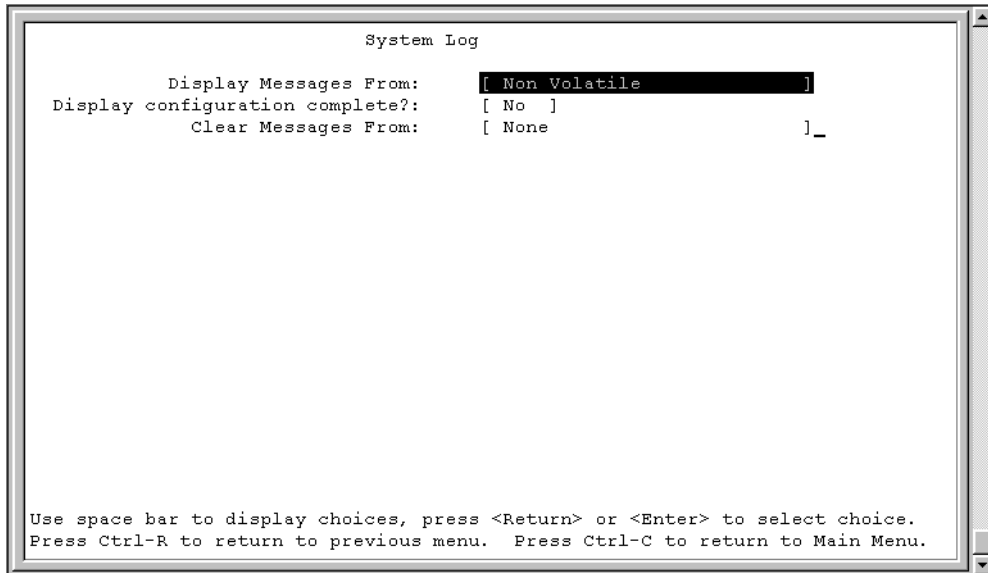 System Log
Display Messages From: [ Non Volatile ]
Display configuration complete?: [ No ]
Clear Messages From: [ None ]_
Use space bar to display choices, press <Return> or <Enter> to select choice.
Press Ctrl-R to return to previous menu. Press Ctrl-C to return to Main Menu.